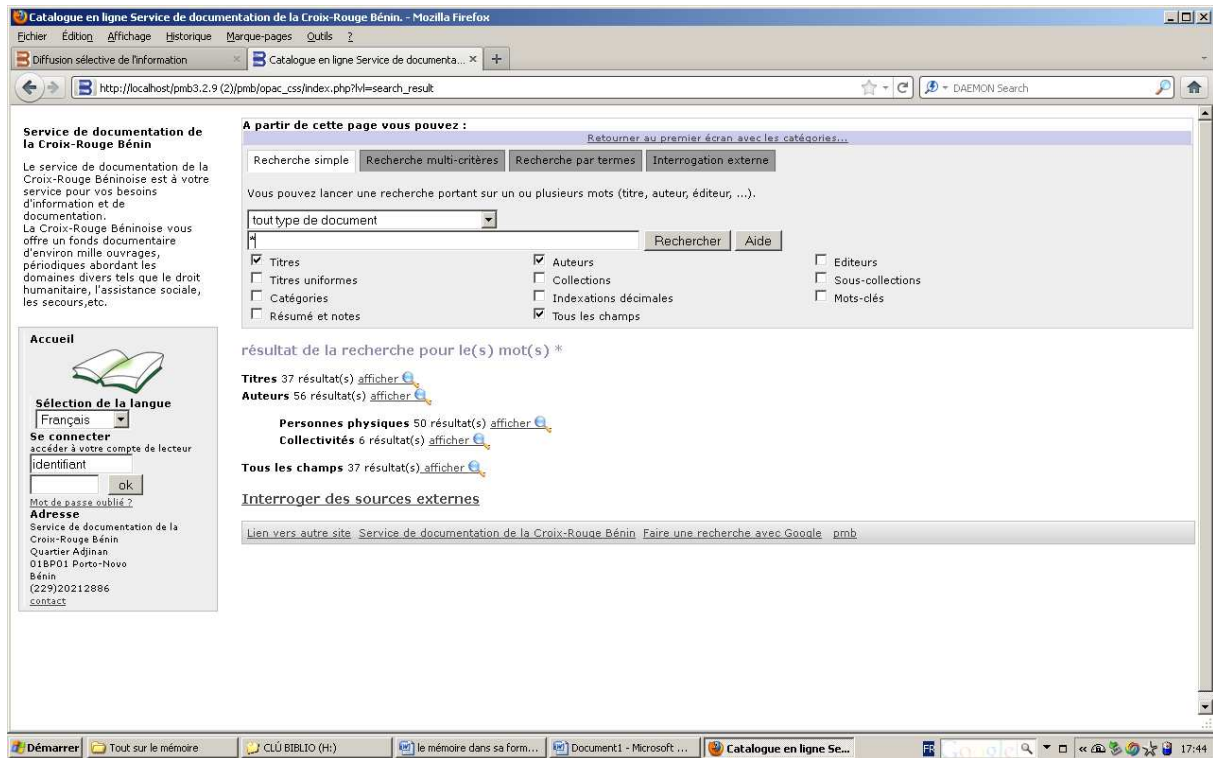 Catalogue en ligne Service de documentation de la Croix-Rouge Bénin. - Mozilla Firefox
Fichier Édition Affichage Historique Marque-pages Outils ?
Diffusion sélective de l'information
Catalogue en ligne Service de documenta...
http://localhost/pmb3.2.9 (2)/pmb/opac_css/index.php?lvl=search_result
DAEMON Search
Service de documentation de
la Croix-Rouge Bénin
Le service de documentation de la
Croix-Rouge Béninoise est à votre
service pour vos besoins
d'information et de
documentation.
La Croix-Rouge Béninoise vous
offre un fonds documentaire
d'environ mille ouvrages,
périodiques abordant les
domaines divers tels que le droit
humanitaire, l'assistance sociale,
les secours,etc.
Accueil
Sélection de la langue
Français
Se connecter
accéder à votre compte de lecteur
identifiant
ok
Mot de passe oublié ?
Adresse
Service de documentation de la
Croix-Rouge Bénin
Quartier Adjinan
01BP01 Porto-Novo
Bénin
(229)20212886
contact
A partir de cette page vous pouvez :
Retourner au premier écran avec les catégories...
Recherche simple Recherche multi-critères Recherche par termes Interrogation externe
Vous pouvez lancer une recherche portant sur un ou plusieurs mots (titre, auteur, éditeur, ...).
tout type de document
* Rechercher Aide
Titres Auteurs Editeurs
Titres uniformes Collections Sous-collections
Catégories Indexations décimales Mots-clés
Résumé et notes Tous les champs
résultat de la recherche pour le(s) mot(s) *
Titres 37 résultat(s) afficher
Auteurs 56 résultat(s) afficher
Personnes physiques 50 résultat(s) afficher
Collectivités 6 résultat(s) afficher
Tous les champs 37 résultat(s) afficher
Interroger des sources externes
Lien vers autre site Service de documentation de la Croix-Rouge Bénin Faire une recherche avec Google pmb
Démarrer Tout sur le mémoire CLÚ BIBLIO (H:) le mémoire dans sa form... Document1 - Microsoft ... Catalogue en ligne Se... FR Google 17:44